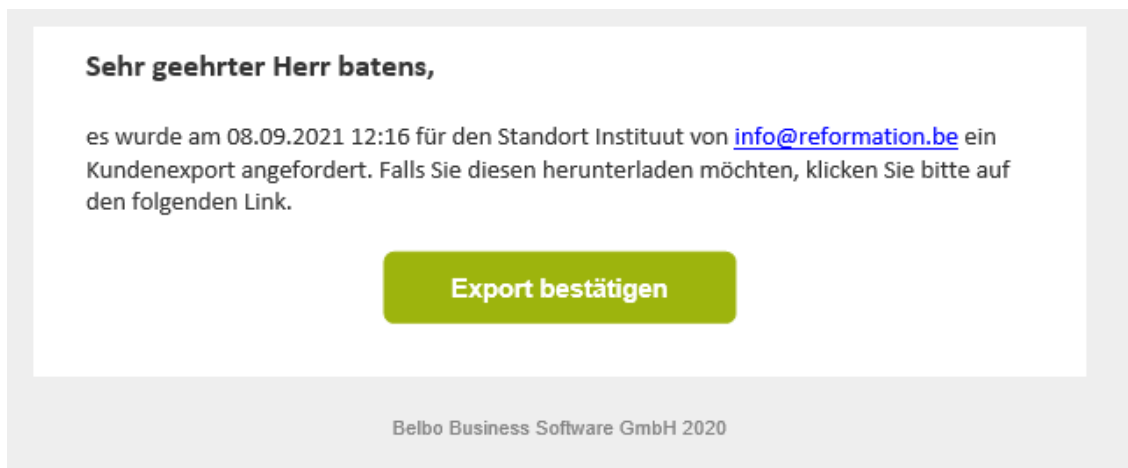 Sehr geehrter Herr batens,
es wurde am 08.09.2021 12:16 für den Standort Instituut von info@reformation.be ein
Kundenexport angefordert. Falls Sie diesen herunterladen möchten, klicken Sie bitte auf
den folgenden Link.
Export bestätigen
Belbo Business Software GmbH 2020